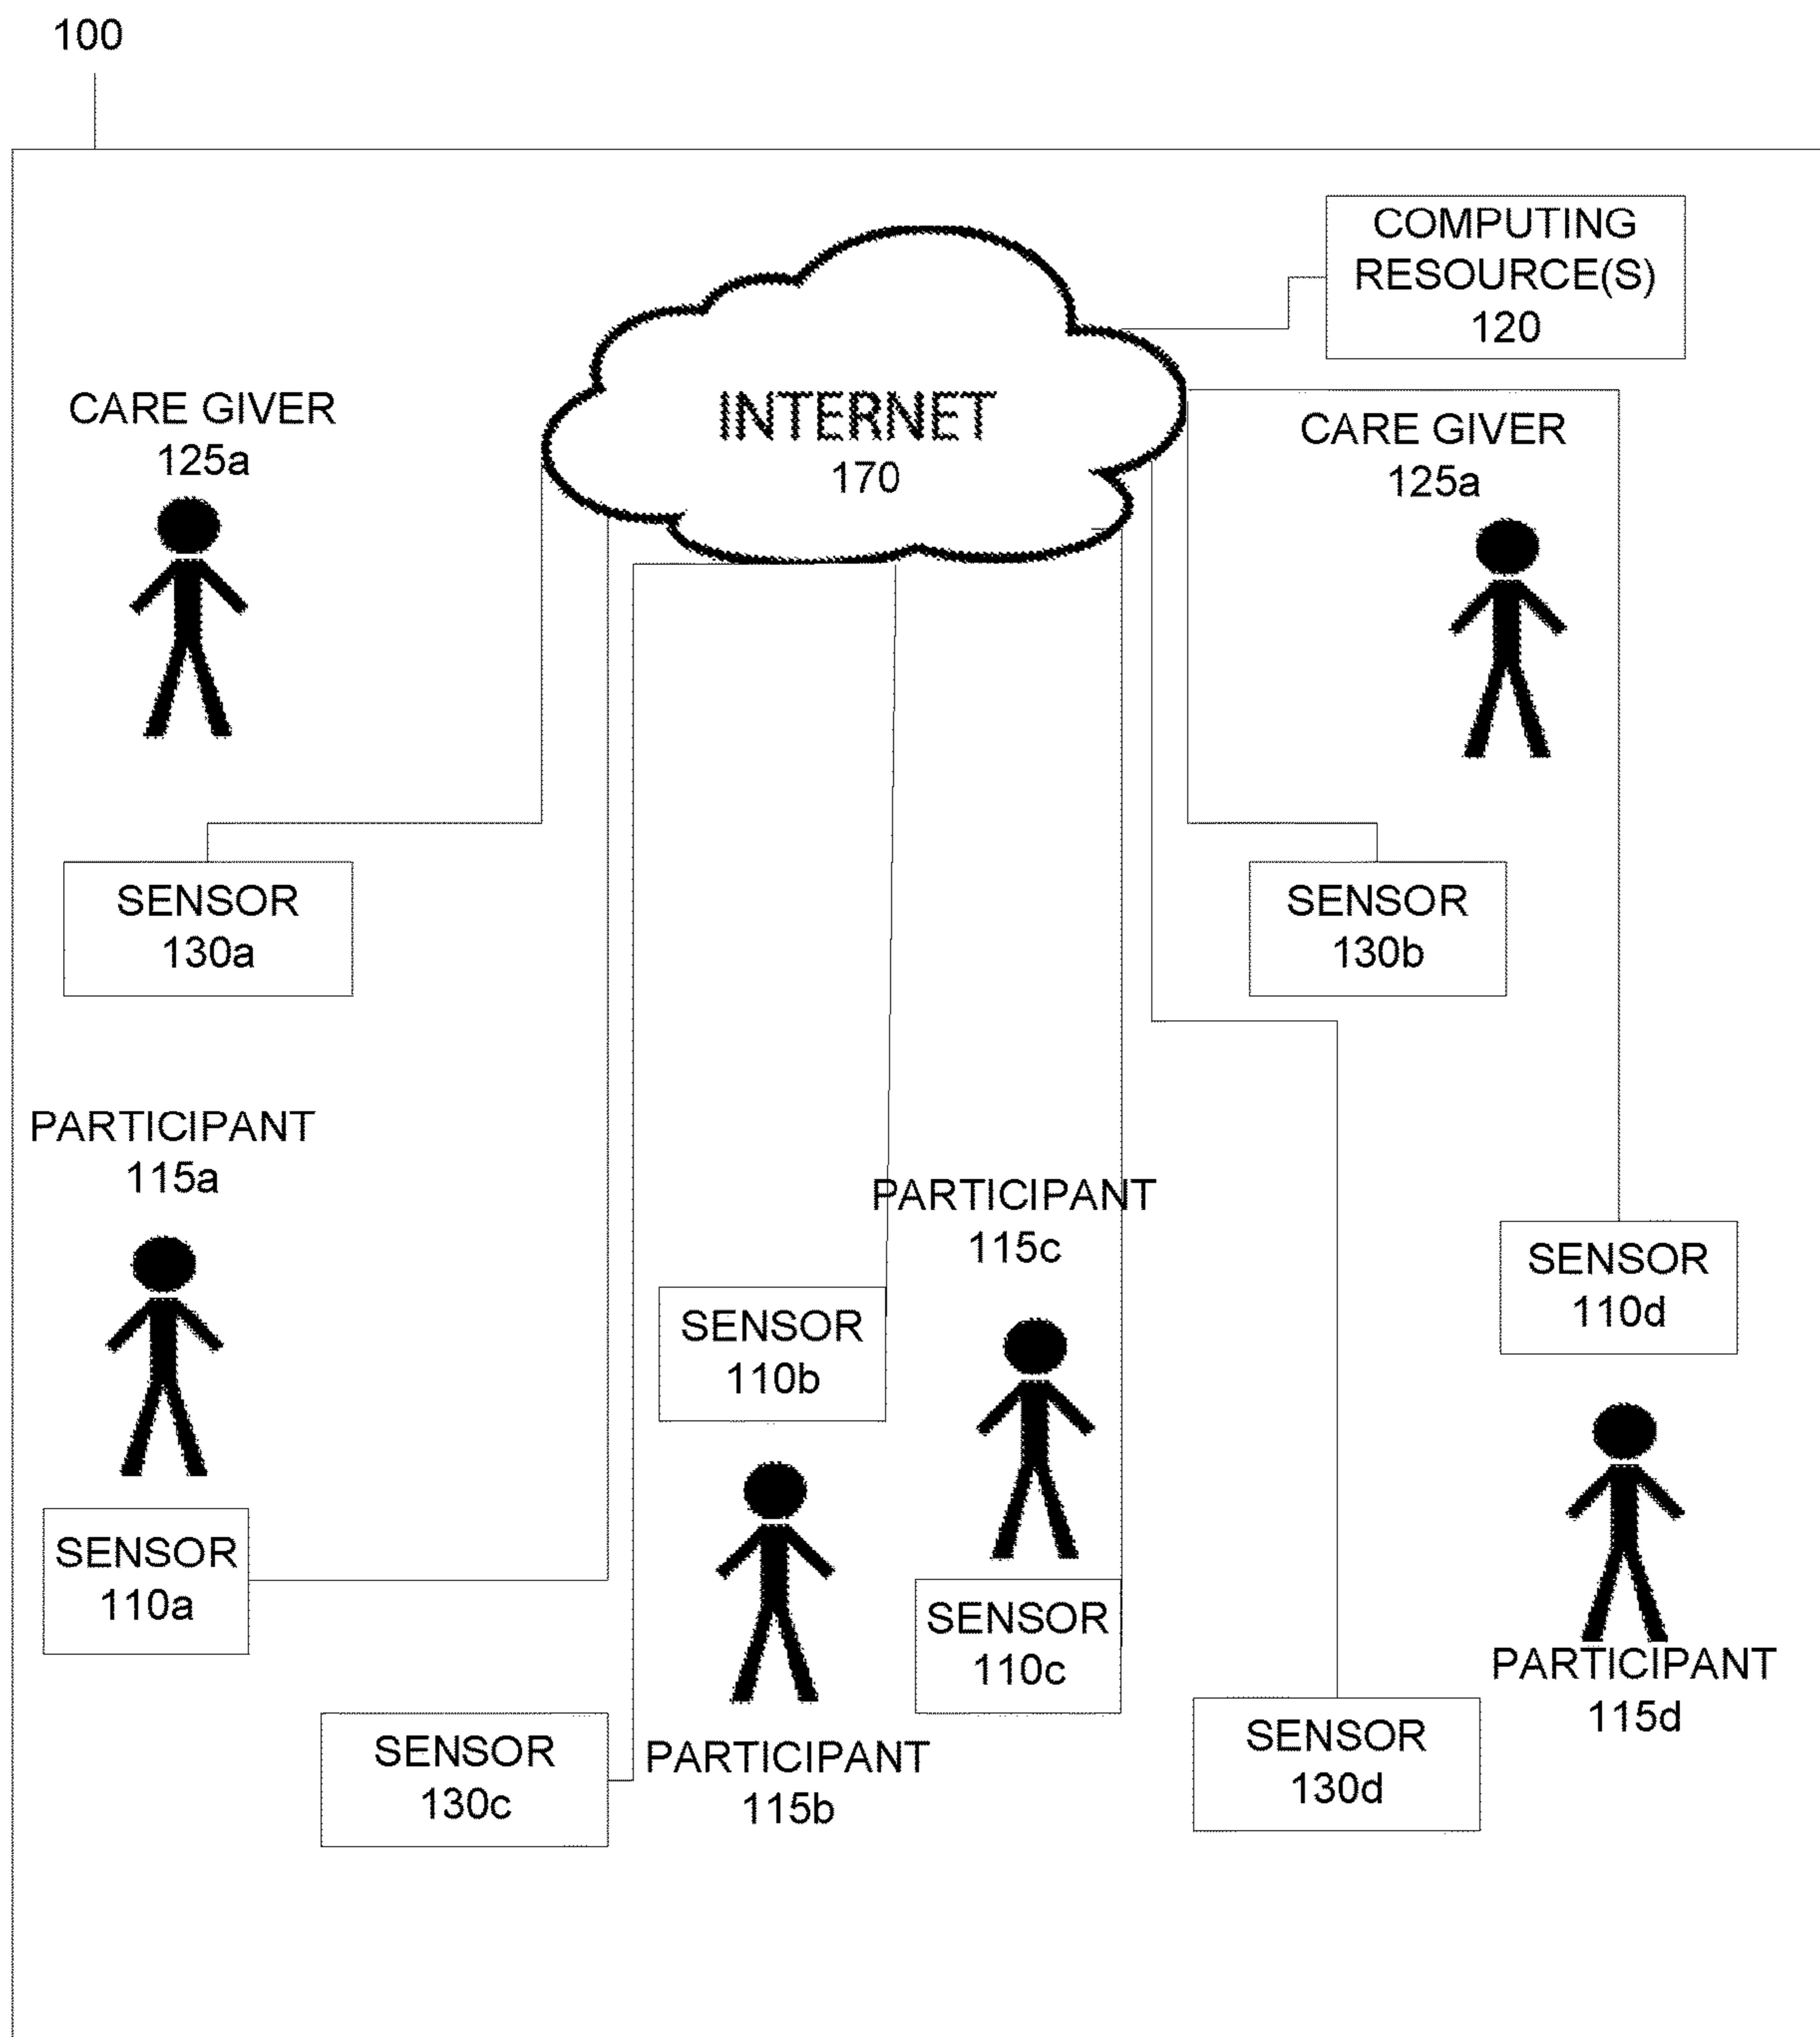 100
COMPUTING
RESOURCE(S)
120
CARE GIVER
125a
INTERNET
170
CARE GIVER
125a
SENSOR
130a
SENSOR
130b
PARTICIPANT
115a
PARTICIPANT
115c
SENSOR
110d
SENSOR
110b
SENSOR
110a
SENSOR
110c
PARTICIPANT
115d
SENSOR
130c
PARTICIPANT
115b
SENSOR
130d